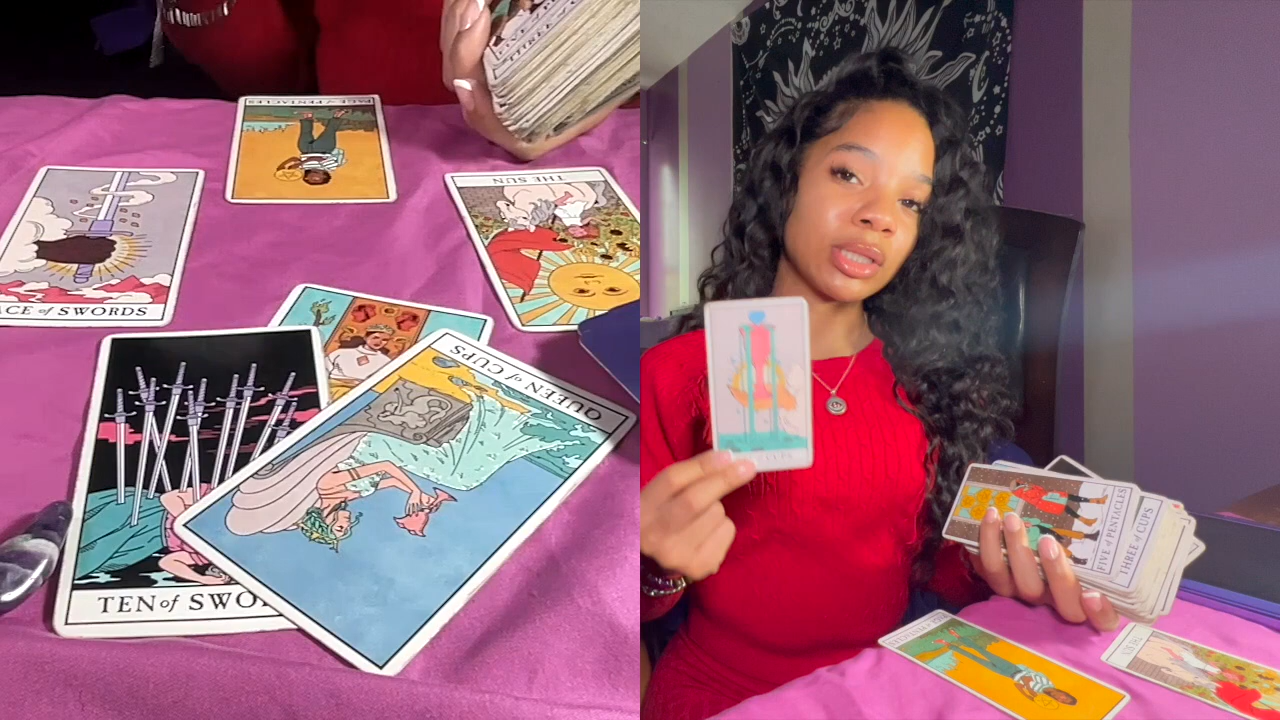 PAGE of PENTACLES
THE SUN
ACE of SWORDS
QUEEN of CUPS
TEN of SWO
FIVE of PENTACLES
THREE of CUPS